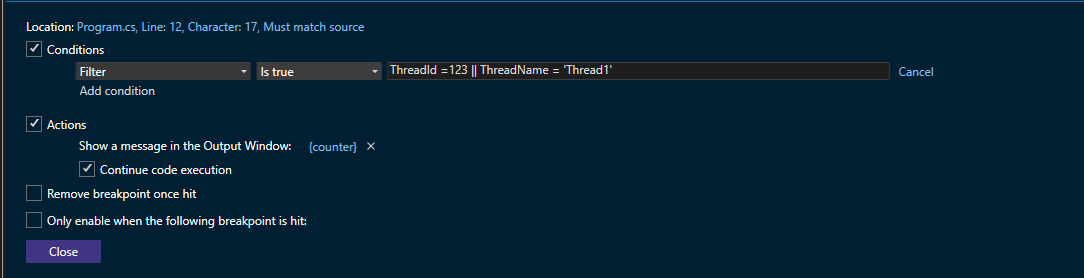 Location: Program.cs, Line: 12, Character: 17, Must match source
Conditions
Filter Is true ThreadId =123 || ThreadName = 'Thread1' Cancel
Add condition
Actions
Show a message in the Output Window: {counter}
Continue code execution
Remove breakpoint once hit
Only enable when the following breakpoint is hit:
Close